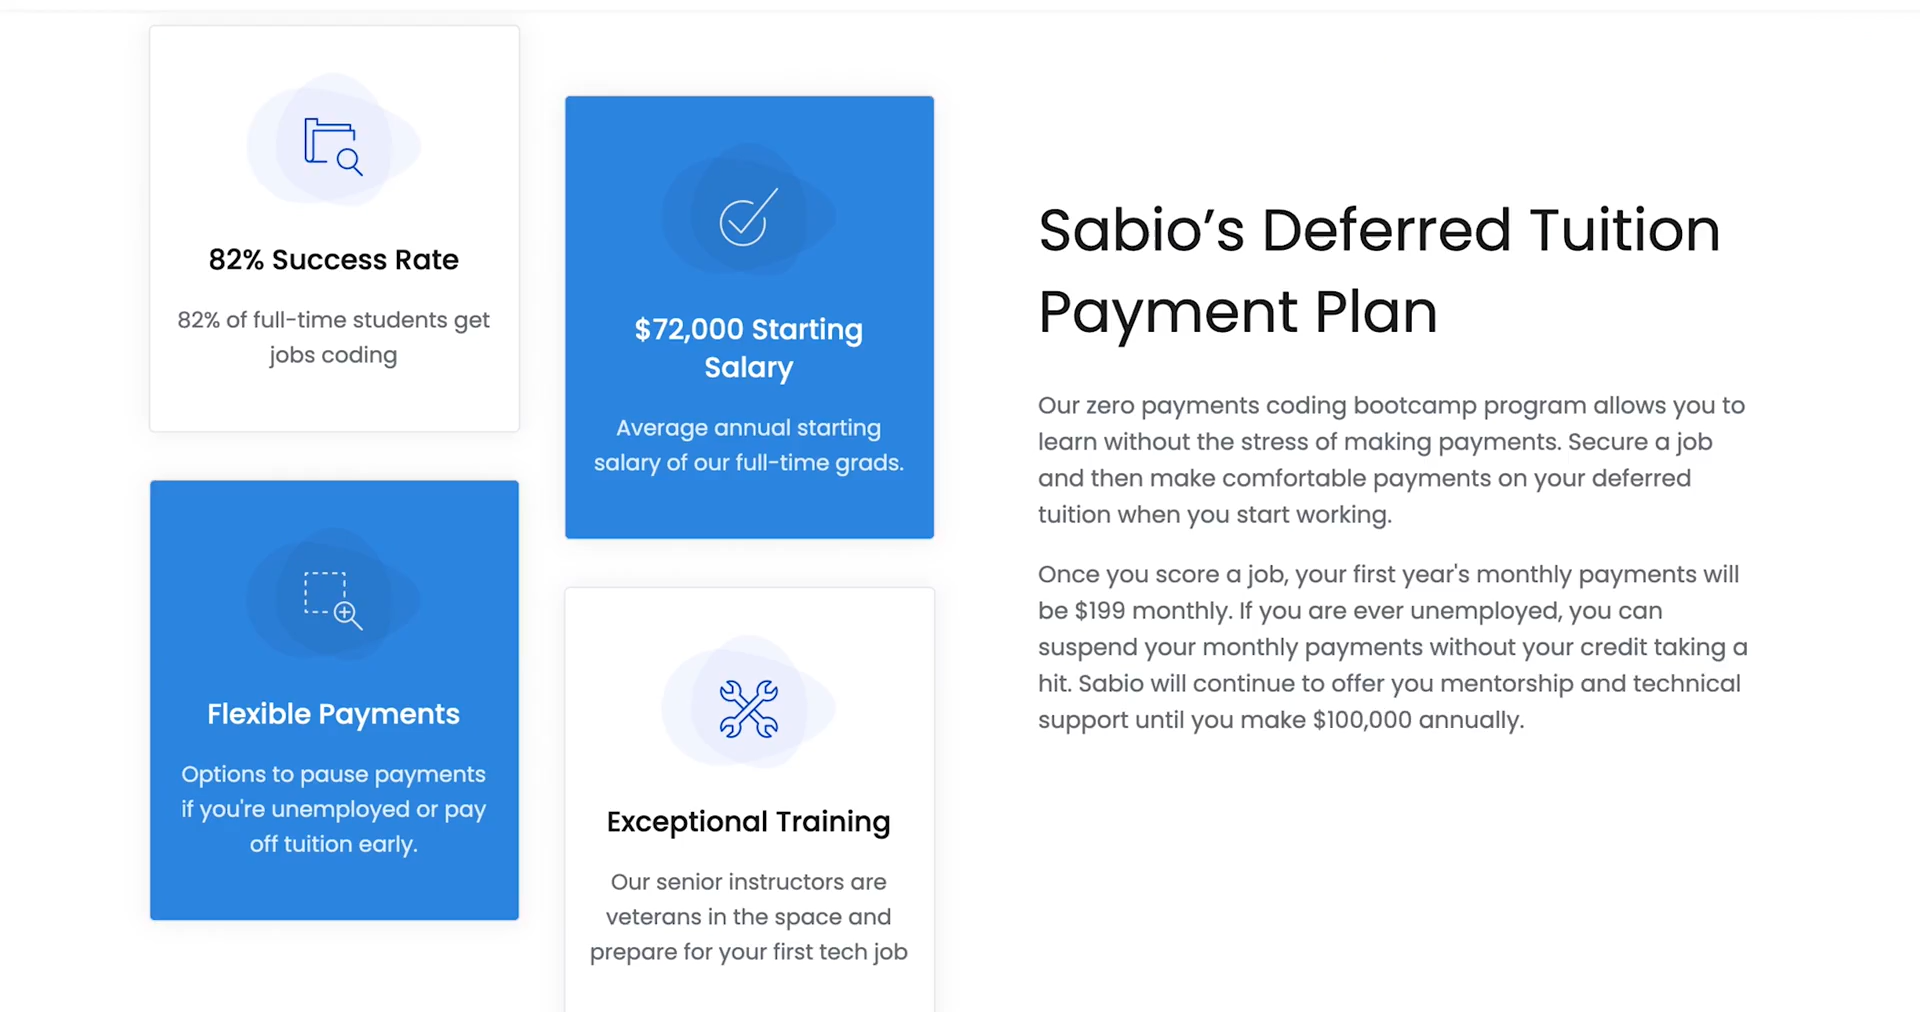 82% Success Rate
82% of full-time students get
jobs coding
$72,000 Starting
Salary
Average annual starting
salary of our full-time grads.
Flexible Payments
Options to pause payments
if you're unemployed or pay
off tuition early.
Exceptional Training
Our senior instructors are
veterans in the space and
prepare for your first tech job
Sabio’s Deferred Tuition
Payment Plan
Our zero payments coding bootcamp program allows you to
learn without the stress of making payments. Secure a job
and then make comfortable payments on your deferred
tuition when you start working.
Once you score a job, your first year's monthly payments will
be $199 monthly. If you are ever unemployed, you can
suspend your monthly payments without your credit taking a
hit. Sabio will continue to offer you mentorship and technical
support until you make $100,000 annually.